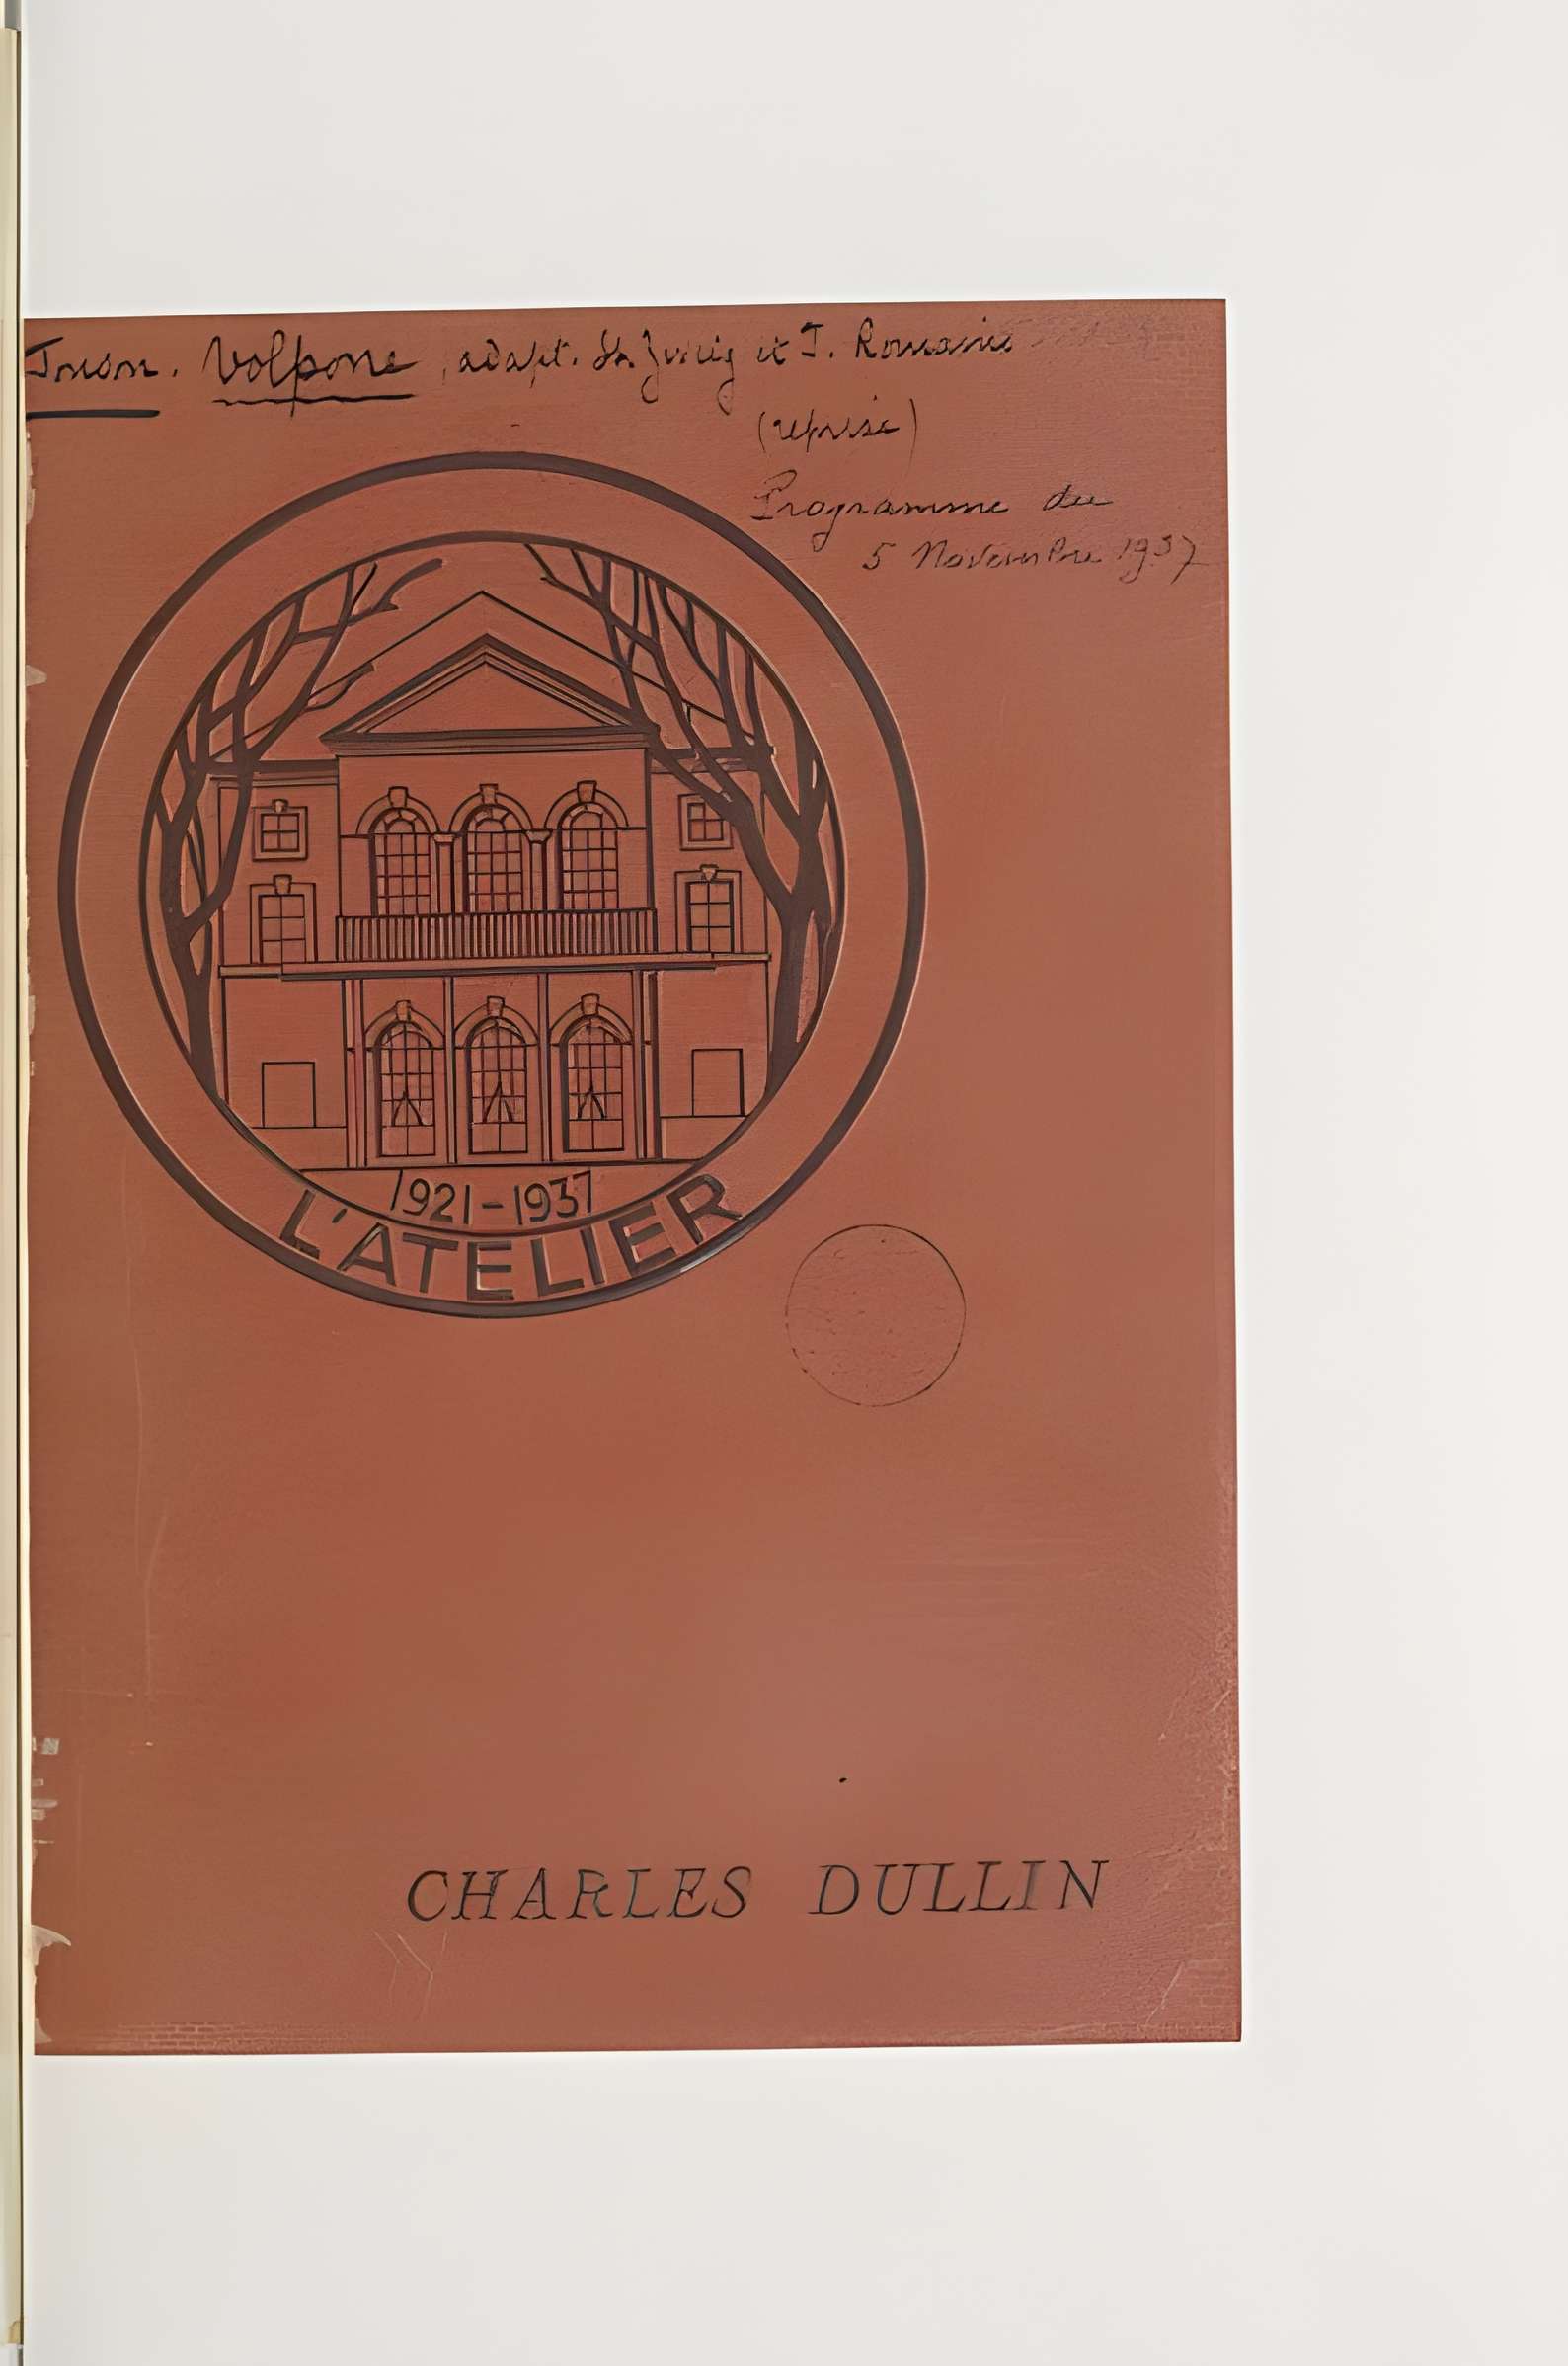 Jonson. Volpone, adapt. St. Zweig et J. Romains
(reprise)
Programme du
5 Novembre 1937
1921-1937
L'ATELIER
CHARLES DULLIN